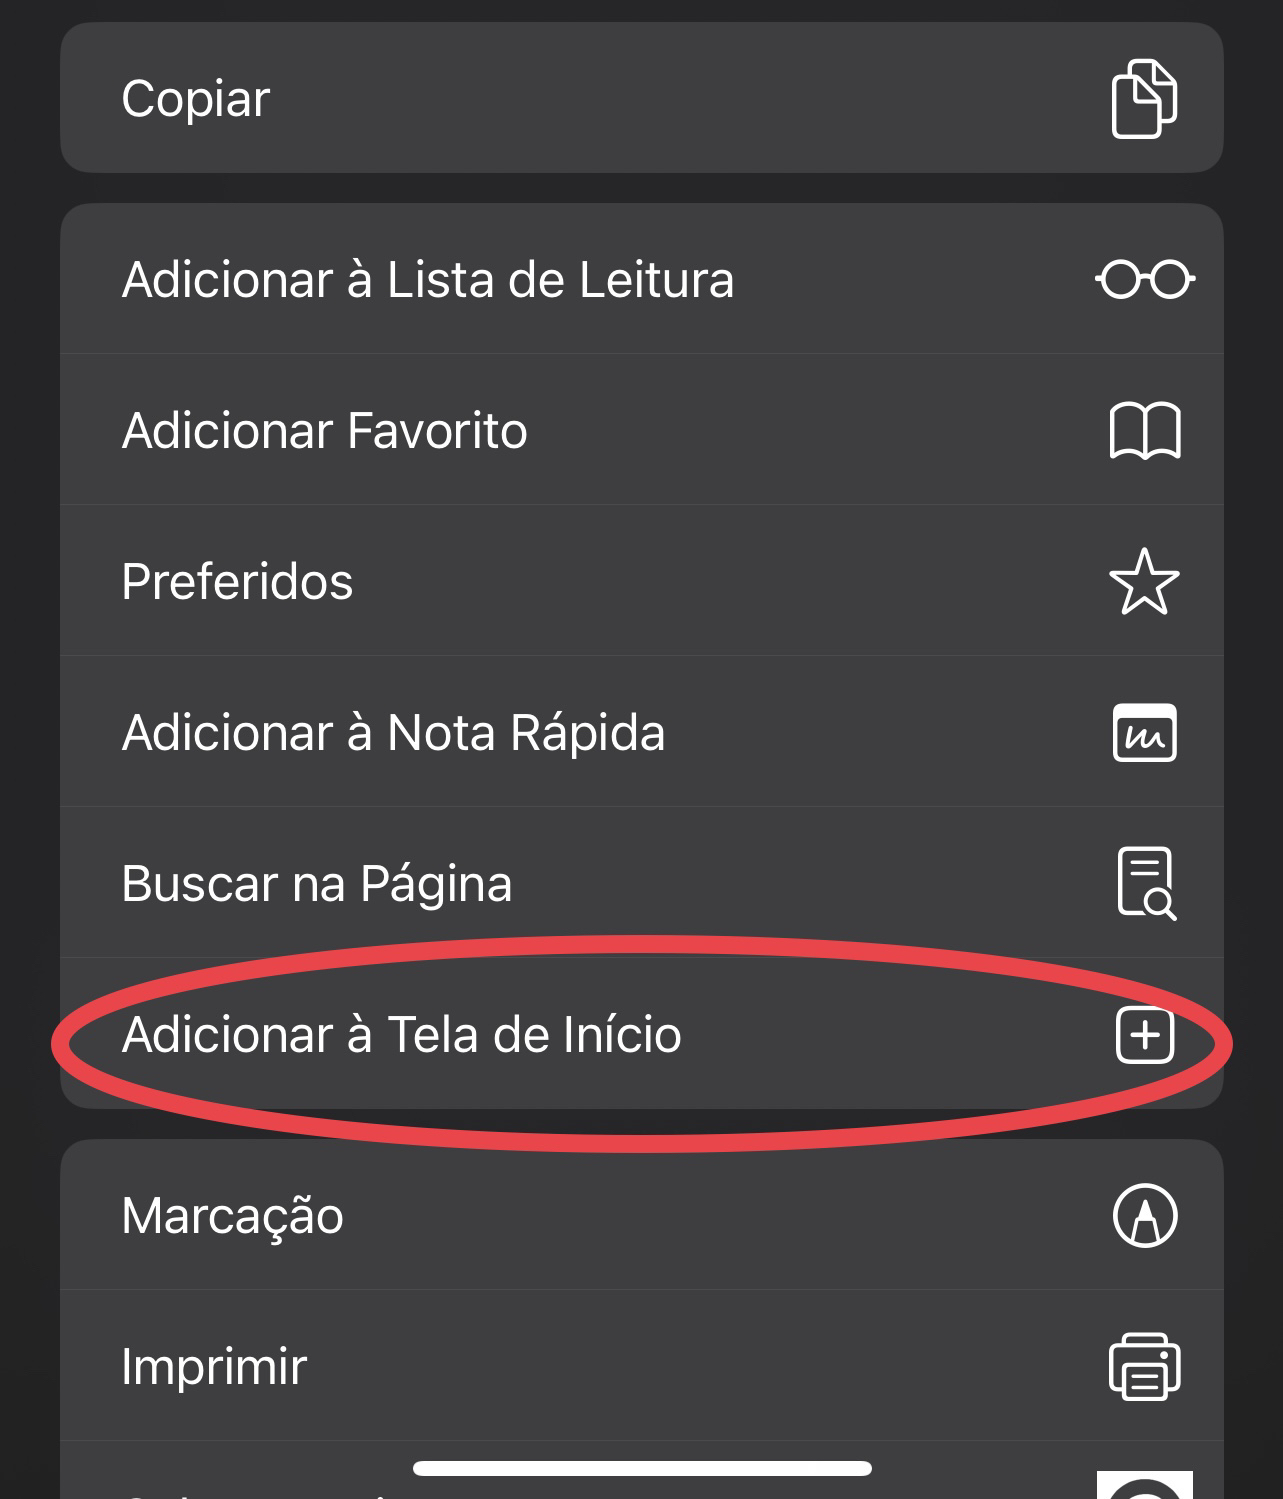 Copiar
Adicionar à Lista de Leitura
Adicionar Favorito
Preferidos
Adicionar à Nota Rápida
Buscar na Página
Adicionar à Tela de Início
Marcação
Imprimir